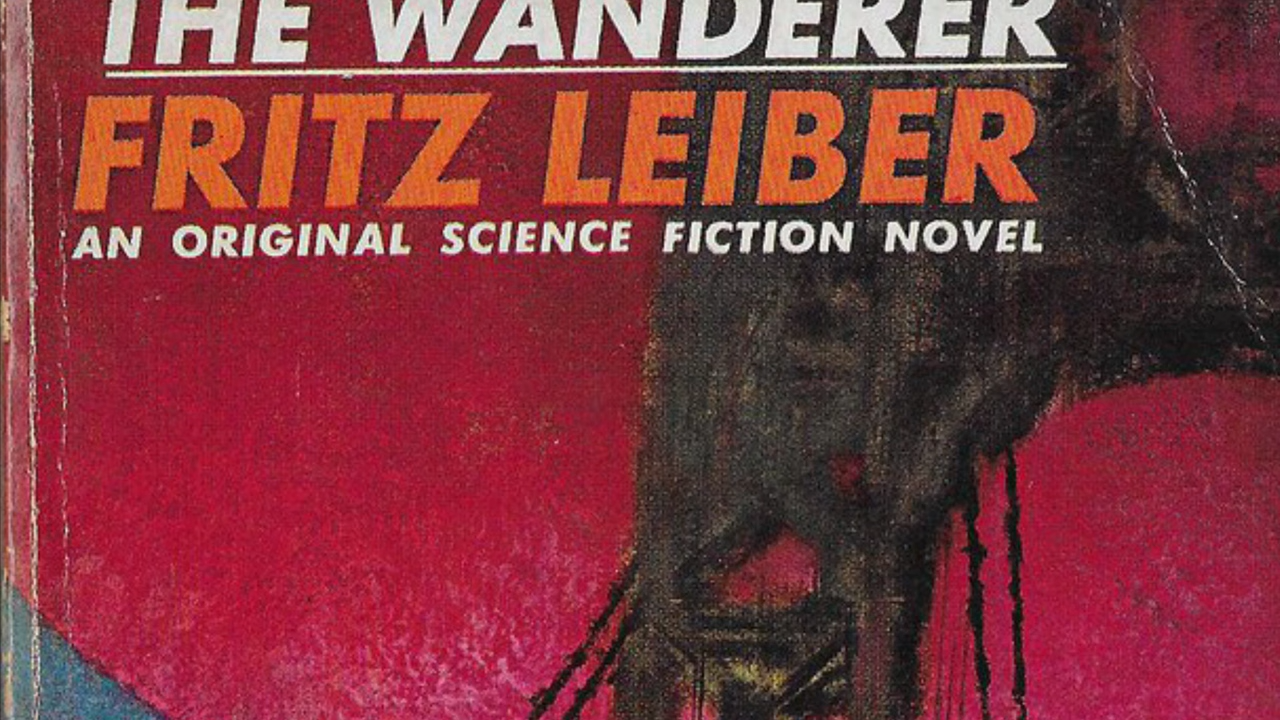 THE WANDERER
FRITZ LEIBER
AN ORIGINAL SCIENCE FICTION NOVEL